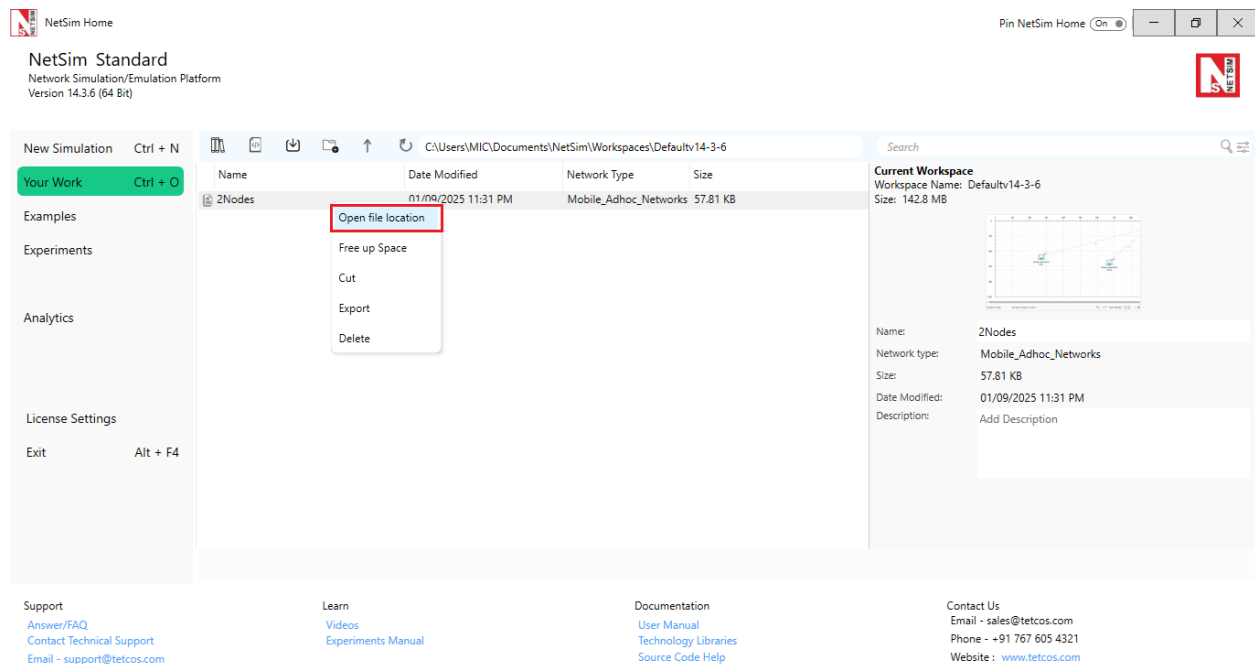 NetSim Home
Pin NetSim Home On
NETSIM
NetSim Standard
Network Simulation/Emulation Platform
Version 14.3.6 (64 Bit)
NETSIM
New Simulation Ctrl + N
Your Work Ctrl + O
Examples
Experiments
Analytics
License Settings
Exit Alt + F4
C:\Users\MIC\Documents\NetSim\Workspaces\Defaultv14-3-6
Search
Name Date Modified Network Type Size
2Nodes 01/09/2025 11:31 PM Mobile_Adhoc_Networks 57.81 KB
Open file location
Free up Space
Cut
Export
Delete
Current Workspace
Workspace Name: Defaultv14-3-6
Size: 142.8 MB
Name: 2Nodes
Network type: Mobile_Adhoc_Networks
Size: 57.81 KB
Date Modified: 01/09/2025 11:31 PM
Description: Add Description
Support
Answer/FAQ
Contact Technical Support
Email - support@tetcos.com
Learn
Videos
Experiments Manual
Documentation
User Manual
Technology Libraries
Source Code Help
Contact Us
Email - sales@tetcos.com
Phone - +91 767 605 4321
Website : www.tetcos.com